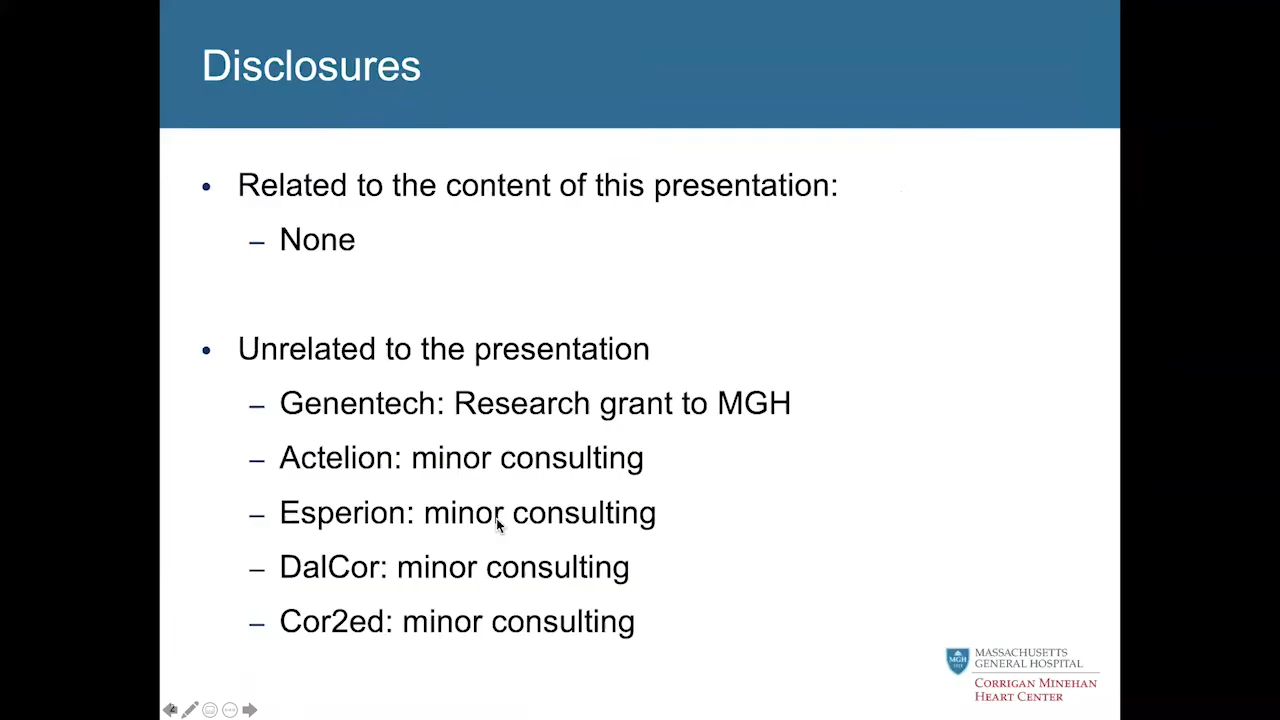 Disclosures
• Related to the content of this presentation:
– None
• Unrelated to the presentation
– Genentech: Research grant to MGH
– Actelion: minor consulting
– Esperion: minor consulting
– DalCor: minor consulting
– Cor2ed: minor consulting
MGH
MASSACHUSETTS
GENERAL HOSPITAL
CORRIGAN MINEHAN
HEART CENTER